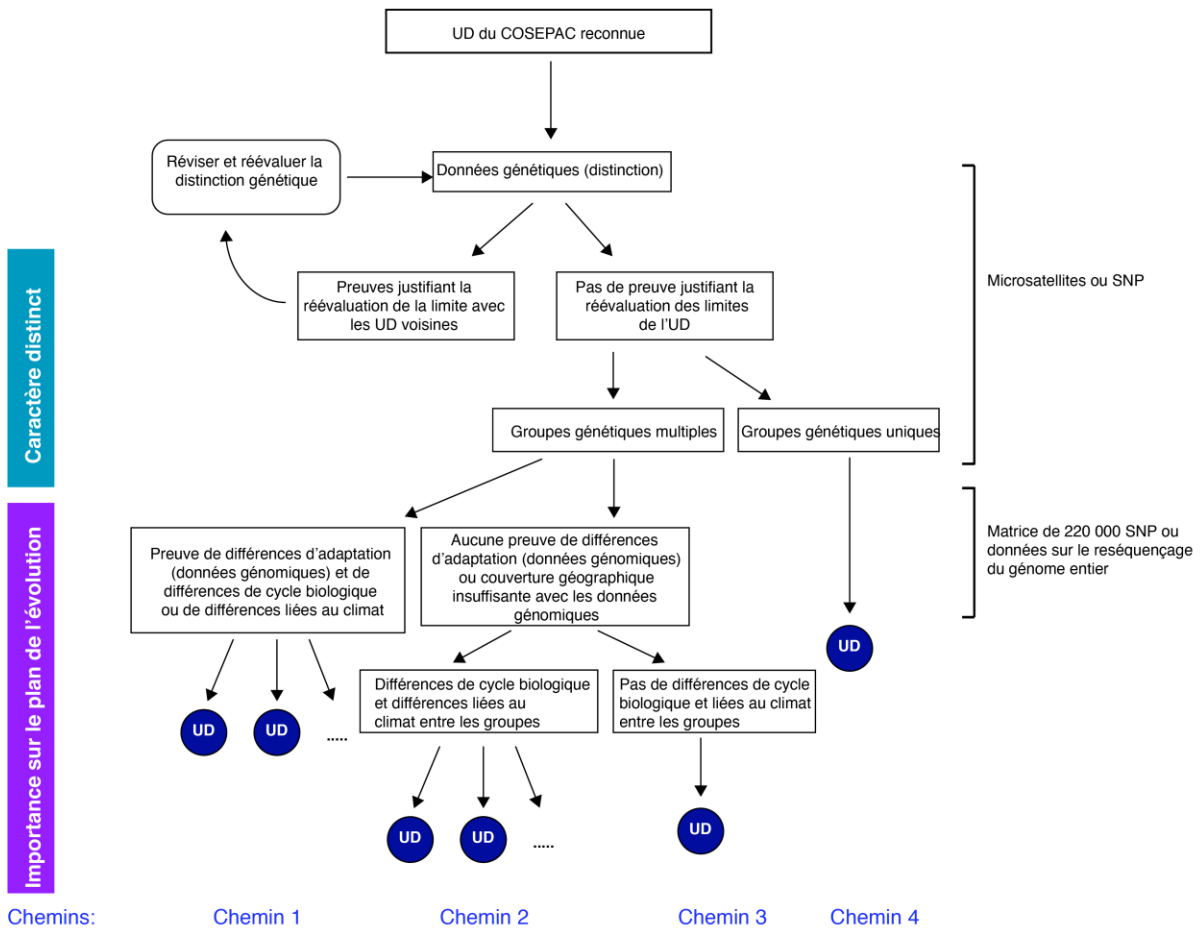 UD du COSEPAC reconnue
Réviser et réévaluer la
distinction génétique
Données génétiques (distinction)
Preuves justifiant la
réévaluation de la limite avec
les UD voisines
Pas de preuve justifiant la
réévaluation des limites
de l'UD
Microsatellites ou SNP
Caractère distinct
Groupes génétiques multiples
Groupes génétiques uniques
Importance sur le plan de l'évolution
Preuve de différences d'adaptation
(données génomiques) et de
différences de cycle biologique
ou de différences liées au climat
Aucune preuve de différences
d'adaptation (données génomiques)
ou couverture géographique
insuffisante avec les données
génomiques
Matrice de 220 000 SNP ou
données sur le reséquençage
du génome entier
UD
UD
UD
.....
Différences de cycle biologique
et différences liées au
climat entre les groupes
Pas de différences de cycle
biologique et liées au climat
entre les groupes
UD
UD
.....
UD
Chemins:
Chemin 1
Chemin 2
Chemin 3
Chemin 4